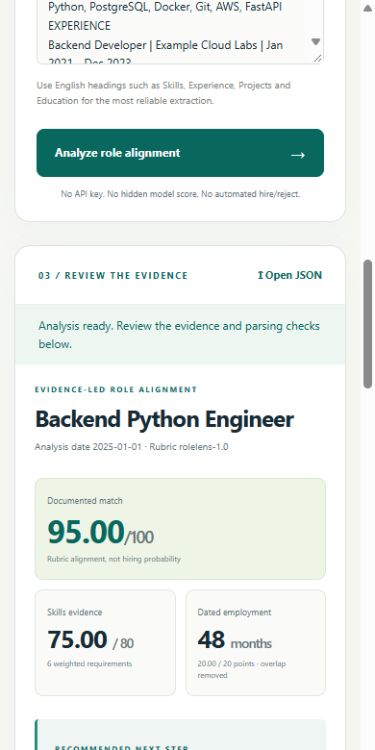 Python, PostgreSQL, Docker, Git, AWS, FastAPI
EXPERIENCE
Backend Developer | Example Cloud Labs | Jan
2021 - Dec 2023
Use English headings such as Skills, Experience, Projects and
Education for the most reliable extraction.
Analyze role alignment →
No API key. No hidden model score. No automated hire/reject.
03 / REVIEW THE EVIDENCE
Open JSON
Analysis ready. Review the evidence and parsing checks
below.
EVIDENCE-LED ROLE ALIGNMENT
Backend Python Engineer
Analysis date 2025-01-01 · Rubric rolelens-1.0
Documented match
95.00/100
Rubric alignment, not hiring probability
Skills evidence
75.00 / 80
6 weighted requirements
Dated employment
48 months
20.00 / 20 points · overlap
removed
RECOMMENDED NEXT STEP